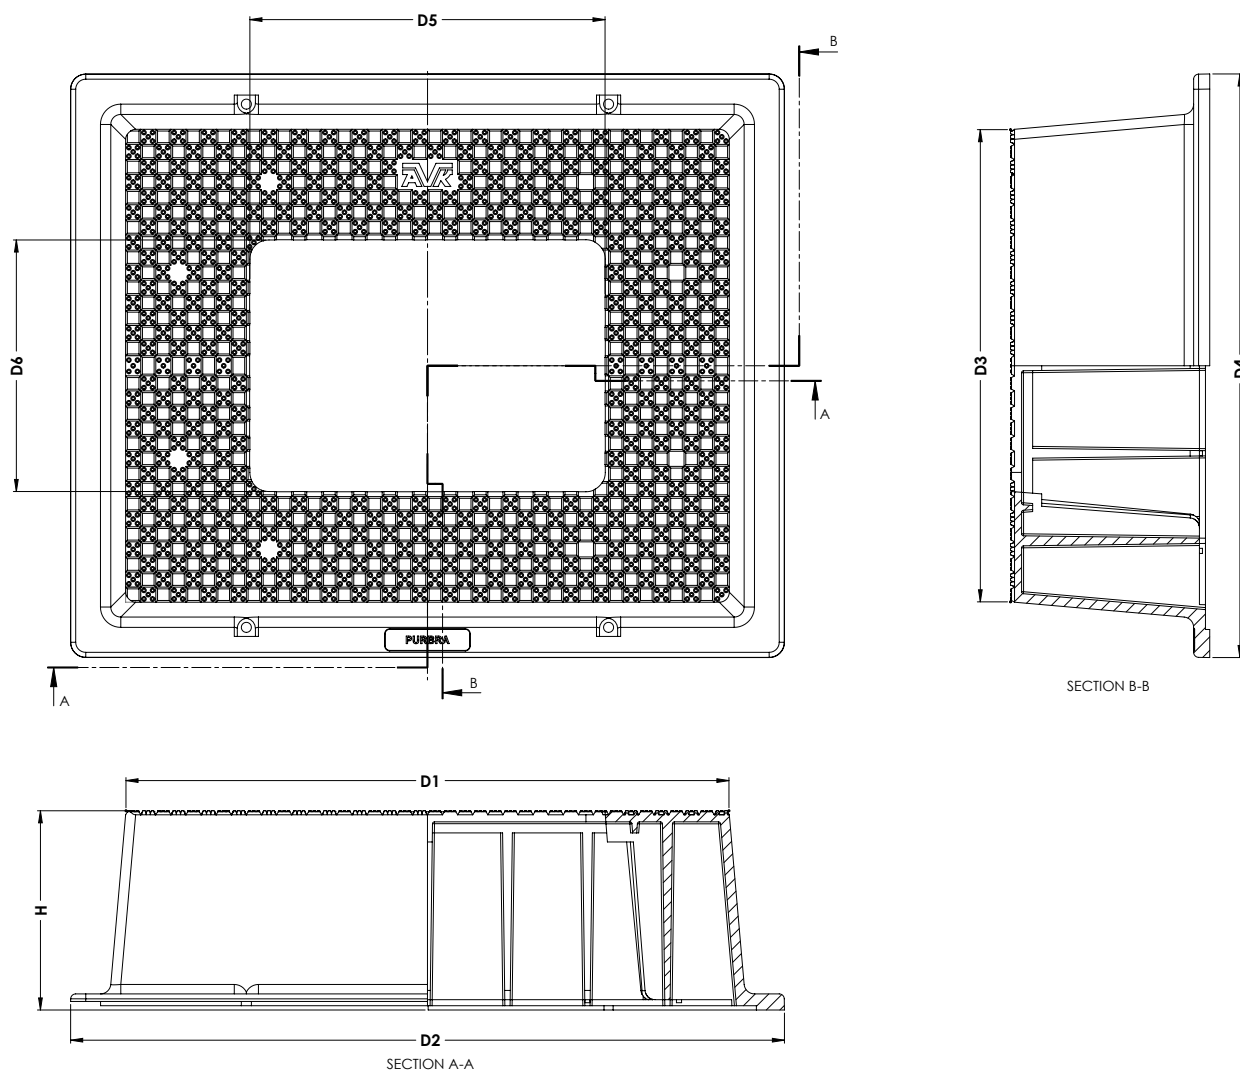 D5
B
AVK
D6
D3
D4
A
PURBRA
A
B
SECTION B-B
D1
H
D2
SECTION A-A